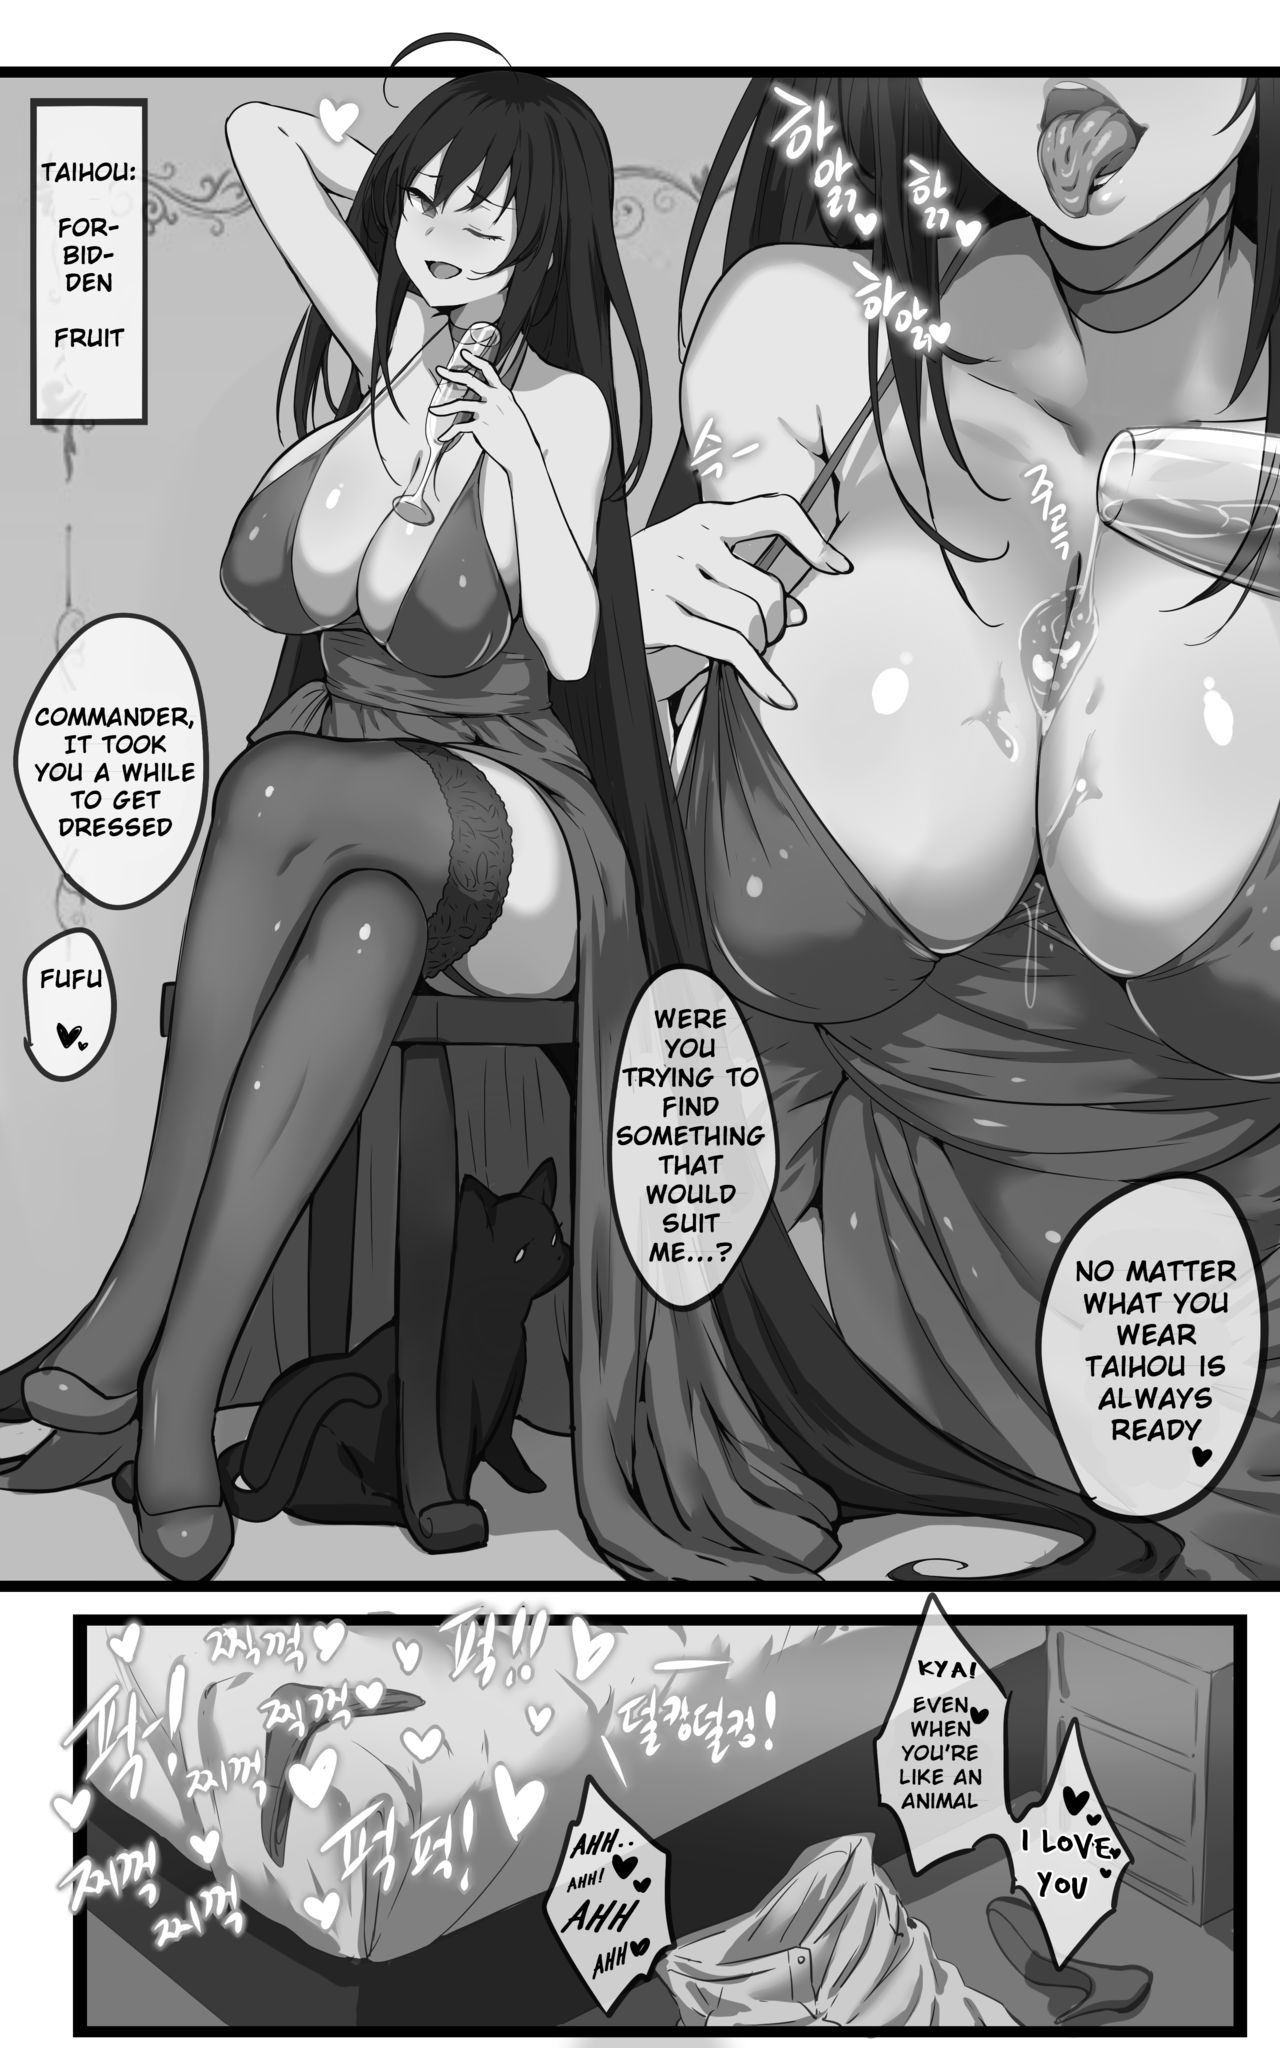 TAIHOU:
FOR-
BID-
DEN
FRUIT
COMMANDER,
IT TOOK
YOU A WHILE
TO GET
DRESSED
FUFU
하앍
핡
하앍
슥-
주륵
WERE
YOU
TRYING TO
FIND
SOMETHING
THAT
WOULD
SUIT
ME...?
NO MATTER
WHAT YOU
WEAR
TAIHOU IS
ALWAYS
READY
찌꺽
퍽!!
퍽-!
찌꺽
찌꺽
덜컹덜컹!
퍽퍽!
찌꺽
찌꺽
AHH..
AHH!
AHH
AHH
KYA!
EVEN
WHEN
YOU'RE
LIKE AN
ANIMAL
I LOVE
YOU